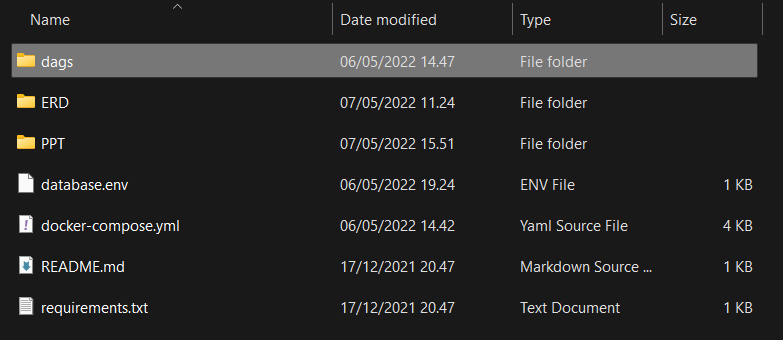 Name Date modified Type Size
dags 06/05/2022 14.47 File folder
ERD 07/05/2022 11.24 File folder
PPT 07/05/2022 15.51 File folder
database.env 06/05/2022 19.24 ENV File 1 KB
docker-compose.yml 06/05/2022 14.42 Yaml Source File 4 KB
README.md 17/12/2021 20.47 Markdown Source ... 1 KB
requirements.txt 17/12/2021 20.47 Text Document 1 KB